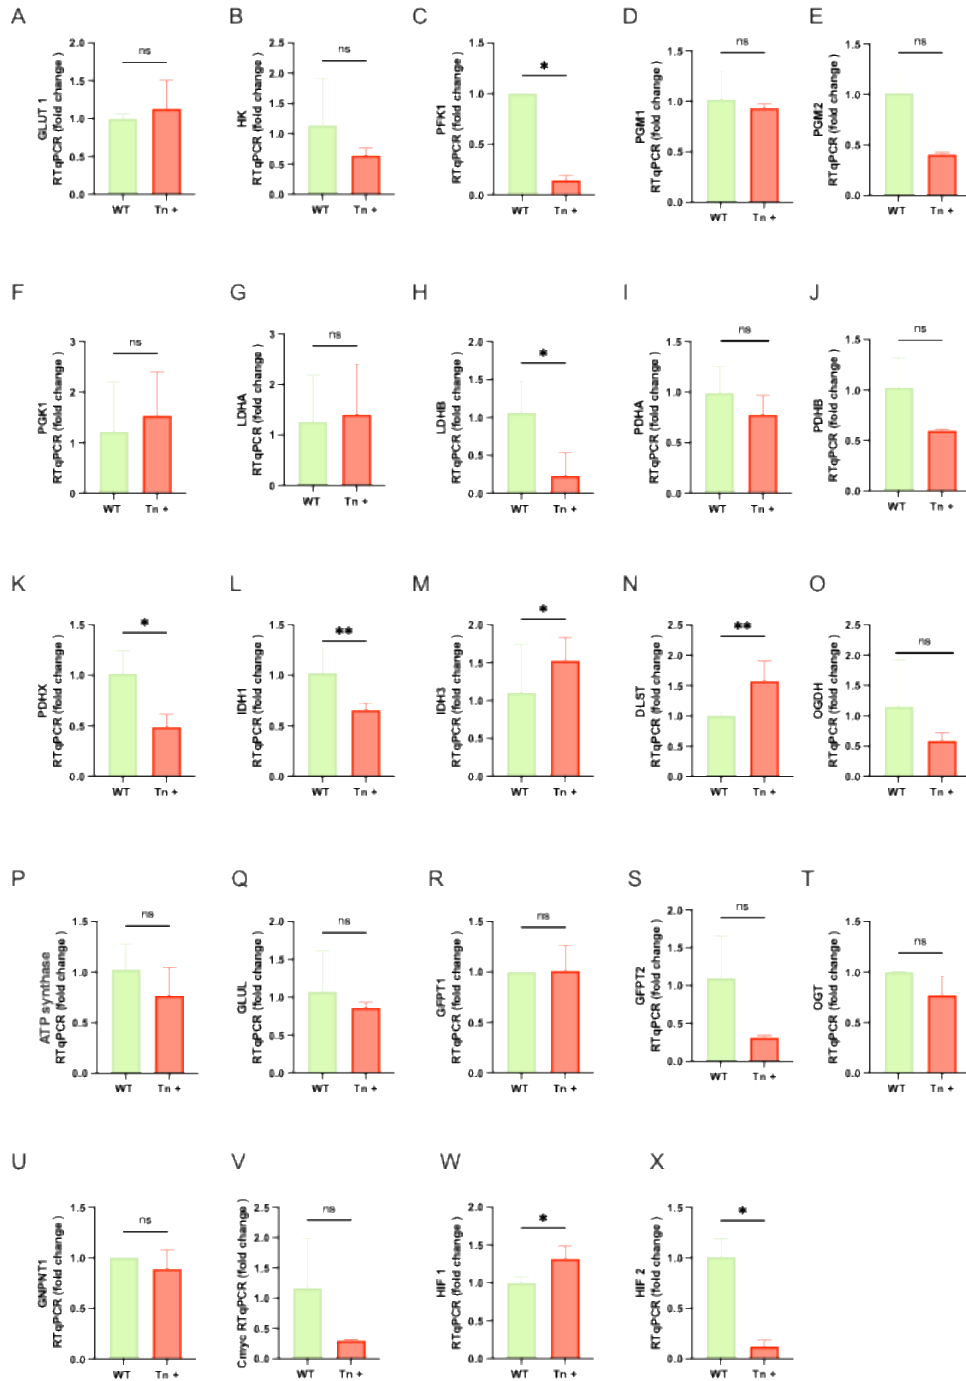 A
B
C
D
E
GLUT 1
RTqPCR (fold change )
2.0
1.5
1.0
0.5
0.0
ns
WT
Tn +
HK
RTqPCR (fold change )
2.5
2.0
1.5
1.0
0.5
0.0
ns
WT
Tn +
PFK1
RTqPCR (fold change )
1.5
1.0
0.5
0.0
*
WT
Tn +
PGM1
RTqPCR (fold change )
1.5
1.0
0.5
0.0
ns
WT
Tn +
PGM2
RTqPCR (fold change )
1.5
1.0
0.5
0.0
ns
WT
Tn +
F
G
H
I
J
PGK1
RTqPCR (fold change )
3
2
1
0
ns
WT
Tn +
LDHA
RTqPCR (fold change )
3
2
1
0
ns
WT
Tn +
LDHB
RTqPCR (fold change )
2.0
1.5
1.0
0.5
0.0
*
WT
Tn +
PDHA
RTqPCR (fold change )
1.5
1.0
0.5
0.0
ns
WT
Tn +
PDHB
RTqPCR (fold change )
1.5
1.0
0.5
0.0
ns
WT
Tn +
K
L
M
N
O
PDHX
RTqPCR (fold change )
1.5
1.0
0.5
0.0
*
WT
Tn +
IDH1
RTqPCR (fold change )
1.5
1.0
0.5
0.0
**
WT
Tn +
IDH3
RTqPCR (fold change )
2.0
1.5
1.0
0.5
0.0
*
WT
Tn +
DLST
RTqPCR (fold change )
2.5
2.0
1.5
1.0
0.5
0.0
**
WT
Tn +
OGDH
RTqPCR (fold change )
2.5
2.0
1.5
1.0
0.5
0.0
ns
WT
Tn +
P
Q
R
S
T
ATP synthase
RTqPCR (fold change )
1.5
1.0
0.5
0.0
ns
WT
Tn +
GLUL
RTqPCR (fold change )
2.0
1.5
1.0
0.5
0.0
ns
WT
Tn +
GFPT1
RTqPCR (fold change )
1.5
1.0
0.5
0.0
ns
WT
Tn +
GFPT2
RTqPCR (fold change )
2.0
1.5
1.0
0.5
0.0
ns
WT
Tn +
OGT
RTqPCR (fold change )
1.5
1.0
0.5
0.0
ns
WT
Tn +
U
V
W
X
GNPNT1
RTqPCR (fold change )
1.5
1.0
0.5
0.0
ns
WT
Tn +
Cmyc RTqPCR (fold change )
2.5
2.0
1.5
1.0
0.5
0.0
ns
WT
Tn +
HIF 1
RTqPCR (fold change )
2.0
1.5
1.0
0.5
0.0
*
WT
Tn +
HIF 2
RTqPCR (fold change )
1.5
1.0
0.5
0.0
*
WT
Tn +